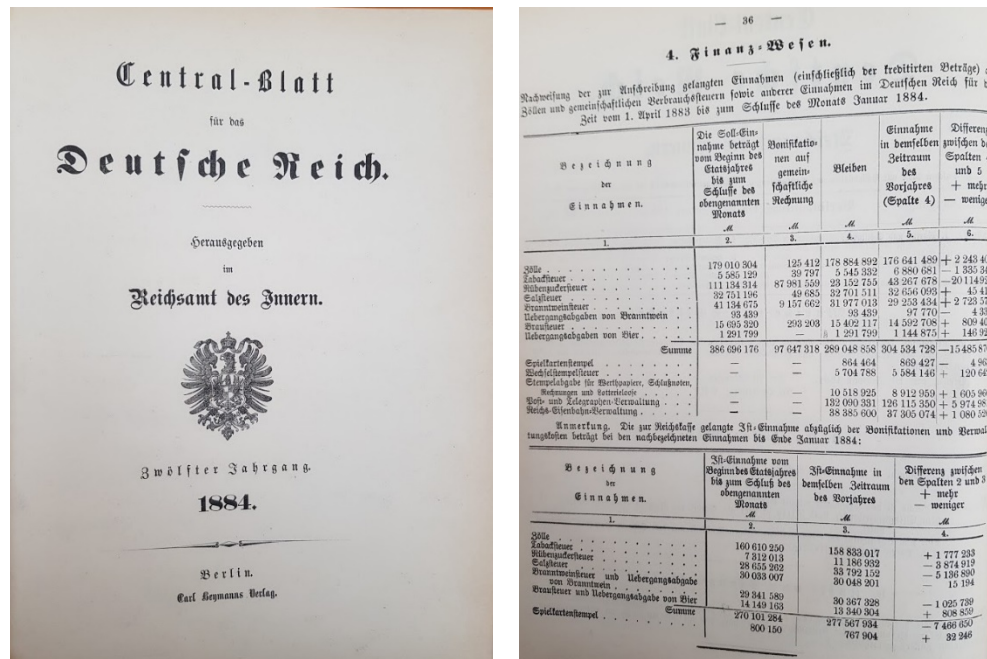 Central-Blatt
für das
Deutsche Reich.
Herausgegeben
im
Reichsamt des Innern.
Zwölfter Jahrgang.
1884.
Berlin.
Carl Heymanns Verlag.
— 36 —
4. Finanz-Wesen.
Nachweisung der zur Anschreibung gelangten Einnahmen (einschließlich der kreditirten Beträge)
Zöllen und gemeinschaftlichen Verbrauchssteuern sowie anderer Einnahmen im Deutschen Reich für
Zeit vom 1. April 1883 bis zum Schlusse des Monats Januar 1884.
Bezeichnung der Einnahmen.
Die Soll-Einnahme beträgt vom Beginn des Etatsjahres bis zum Schlusse des obengenannten Monats
Bonifikationen auf gemeinschaftliche Rechnung
Bleiben
Einnahme in demselben Zeitraum des Vorjahres (Spalte 4)
Differenz zwischen Spalten und 5 + mehr — weniger
M. M. M. M. M.
1. 2. 3. 4. 5. 6.
Zölle 179 010 304 125 412 178 884 892 176 641 489 + 2 243
Tabacksteuer 5 585 129 39 797 5 545 332 6 880 681 — 1 335
Rübenzuckersteuer 111 134 314 87 981 559 23 152 755 43 267 678
Salzsteuer 32 751 196 49 685 32 701 511 32 656 093 + 45
Branntweinsteuer 41 134 675 9 157 662 31 977 013 29 253 434 + 2 723
Uebergangsabgaben von Branntwein 93 439 — 93 439 97 770 —
Brausteuer 15 695 320 293 203 15 402 117 14 592 708 + 809
Uebergangsabgaben von Bier 1 291 799 — 1 291 799 1 144 875 + 146
Summe 386 696 176 97 647 318 289 048 858 304 534 728
Spielkartenstempel — — 864 464 869 427 —
Wechselstempelsteuer — — 5 704 788 5 584 146 + 120
Stempelabgabe für Werthpapiere, Schlußnoten,
Rechnungen und Lotterieloose — — 10 518 925 8 912 959 + 1 605
Post- und Telegraphen-Verwaltung — — 132 090 331 126 115 350 + 5 974
Reichs-Eisenbahn-Verwaltung — — 38 385 600 37 305 074 + 1 080
Anmerkung. Die zur Reichskasse gelangte Ist-Einnahme abzüglich der Bonifikationen und
tungskosten beträgt bei den nachbezeichneten Einnahmen bis Ende Januar 1884:
Bezeichnung der Einnahmen.
Ist-Einnahme vom Beginn des Etatsjahres bis zum Schluß des obengenannten Monats
Ist-Einnahme in demselben Zeitraum des Vorjahres
Differenz zwischen den Spalten 2 und 3 + mehr — weniger
M. M. M.
1. 2. 3. 4.
Zölle 160 610 250 158 833 017 + 1 777 233
Tabacksteuer 7 312 013 11 186 932 — 3 874 919
Rübenzuckersteuer 28 655 262 33 792 152 — 5 136 890
Salzsteuer 30 033 007 30 048 201 — 15 194
Branntweinsteuer und Uebergangsabgabe
von Branntwein 29 341 589 30 367 328 — 1 025 739
Brausteuer und Uebergangsabgabe von Bier 14 149 163 13 340 304 + 808 859
Summe 270 101 284 277 567 934 — 7 466 650
Spielkartenstempel 800 150 767 904 + 32 246